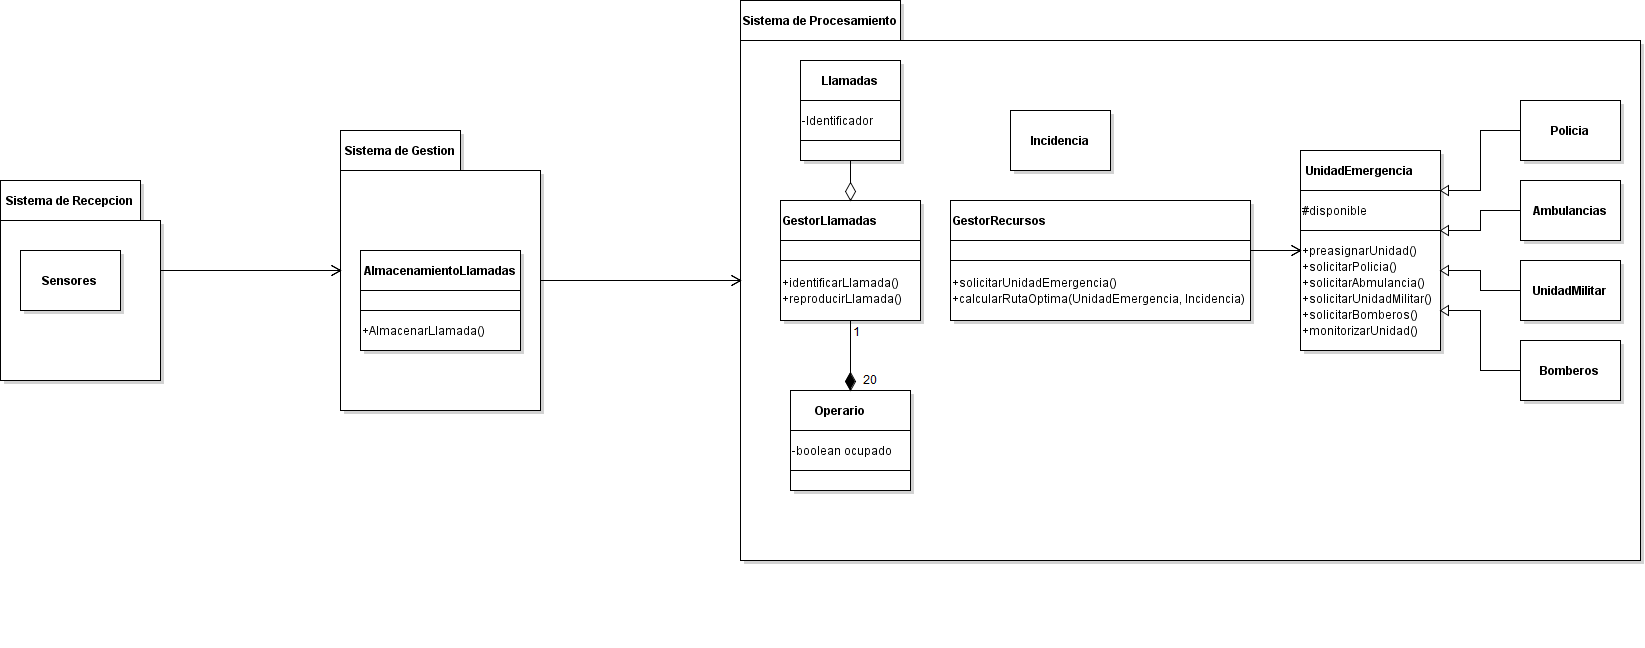 Sistema de Recepcion
Sensores
Sistema de Gestion
AlmacenamientoLlamadas
+AlmacenarLlamada()
Sistema de Procesamiento
Llamadas
-Identificador
GestorLlamadas
+identificarLlamada()
+reproducirLlamada()
1
20
Operario
-boolean ocupado
Incidencia
GestorRecursos
+solicitarUnidadEmergencia()
+calcularRutaOptima(UnidadEmergencia, Incidencia)
UnidadEmergencia
#disponible
+preasignarUnidad()
+solicitarPolicia()
+solicitarAbmulancia()
+solicitarUnidadMilitar()
+solicitarBomberos()
+monitorizarUnidad()
Policia
Ambulancias
UnidadMilitar
Bomberos